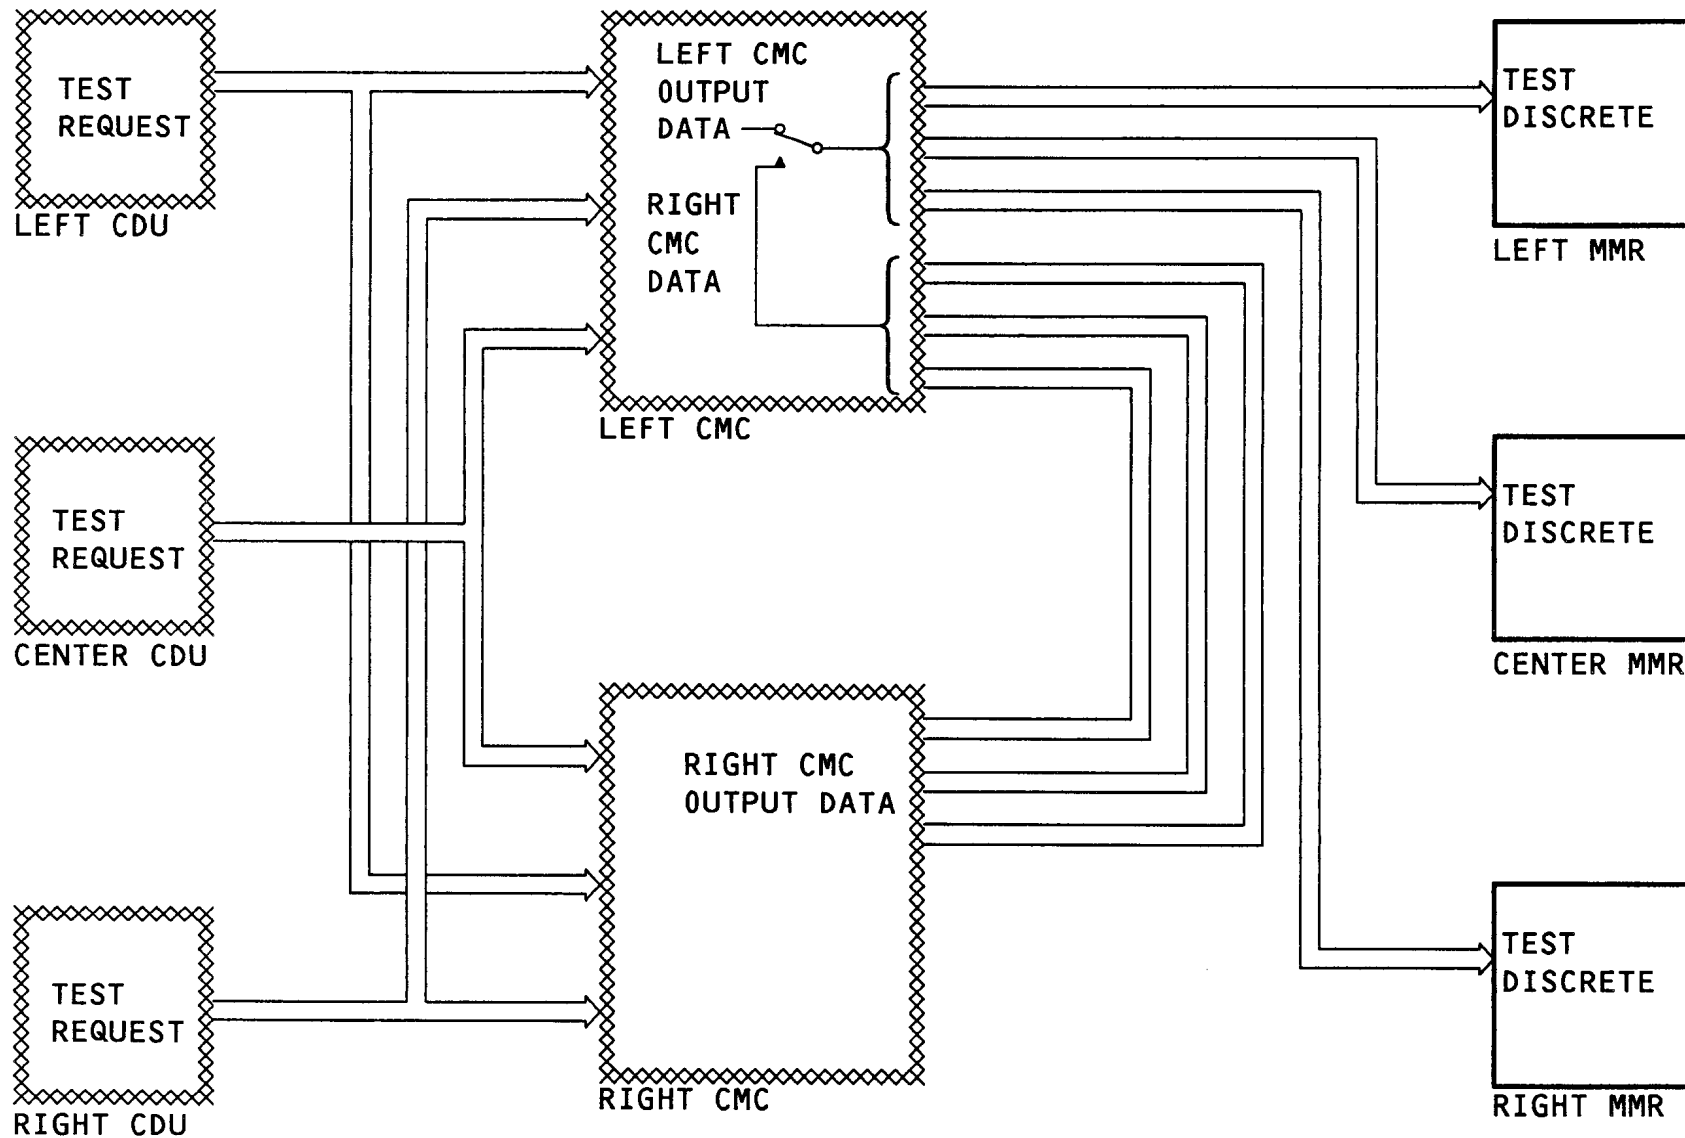 TEST
REQUEST
LEFT CDU
TEST
REQUEST
CENTER CDU
TEST
REQUEST
RIGHT CDU
LEFT CMC
OUTPUT
DATA
RIGHT
CMC
DATA
LEFT CMC
RIGHT CMC
OUTPUT DATA
RIGHT CMC
TEST
DISCRETE
LEFT MMR
TEST
DISCRETE
CENTER MMR
TEST
DISCRETE
RIGHT MMR